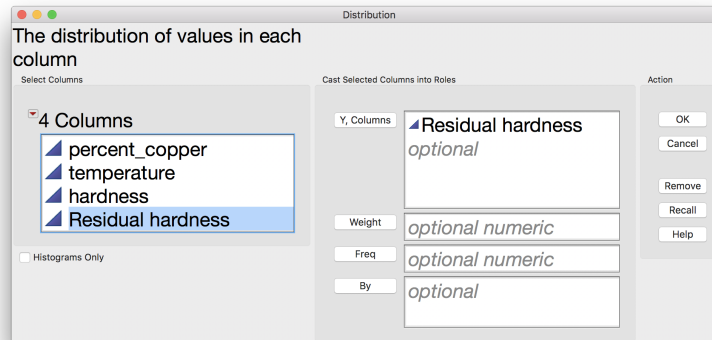 Distribution
The distribution of values in each
column
Select Columns
4 Columns
percent_copper
temperature
hardness
Residual hardness
Histograms Only
Cast Selected Columns into Roles
Y, Columns
Residual hardness
optional
Weight
optional numeric
Freq
optional numeric
By
optional
Action
OK
Cancel
Remove
Recall
Help